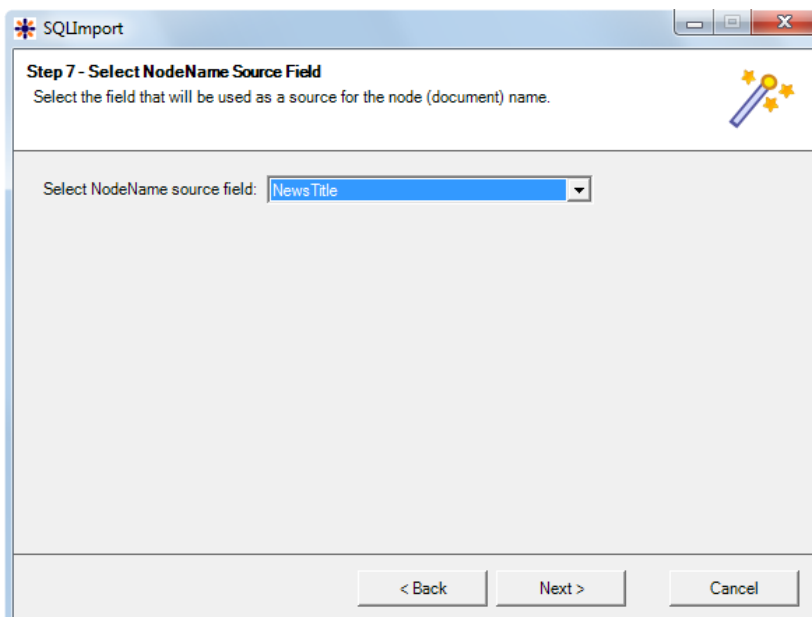 SQLImport
Step 7 - Select NodeName Source Field
Select the field that will be used as a source for the node (document) name.
Select NodeName source field: NewsTitle
< Back Next > Cancel